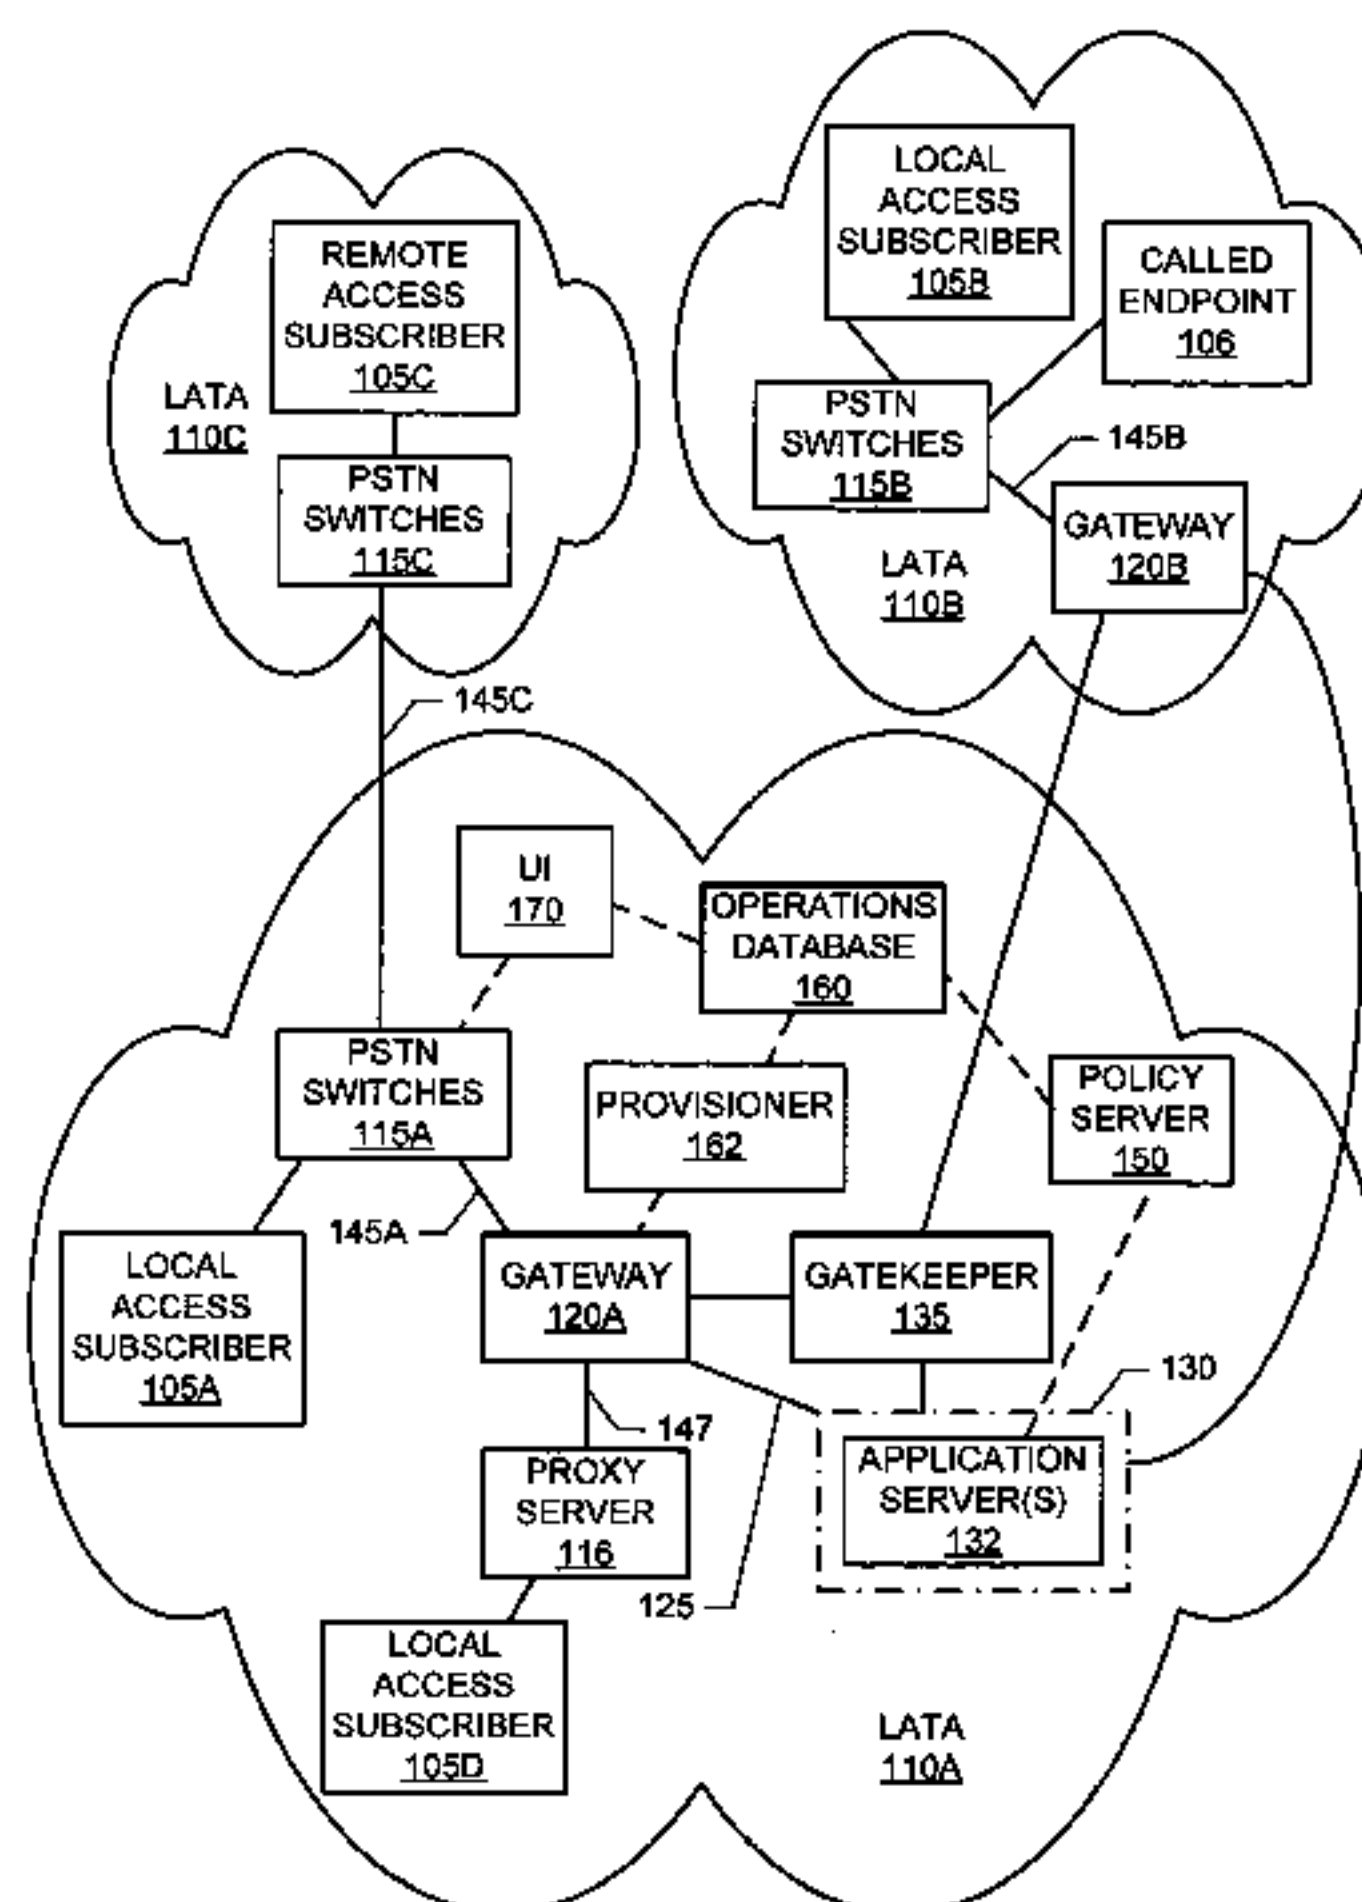 LOCAL
ACCESS
SUBSCRIBER
105B
CALLED
ENDPOINT
106
REMOTE
ACCESS
SUBSCRIBER
105C
LATA
110C
PSTN
SWITCHES
115B
145B
PSTN
SWITCHES
115C
GATEWAY
120B
LATA
110B
145C
UI
170
OPERATIONS
DATABASE
160
PSTN
SWITCHES
115A
PROVISIONER
162
POLICY
SERVER
150
145A
LOCAL
ACCESS
SUBSCRIBER
105A
GATEWAY
120A
GATEKEEPER
135
130
147
PROXY
SERVER
116
APPLICATION
SERVER(S)
132
125
LOCAL
ACCESS
SUBSCRIBER
105D
LATA
110A